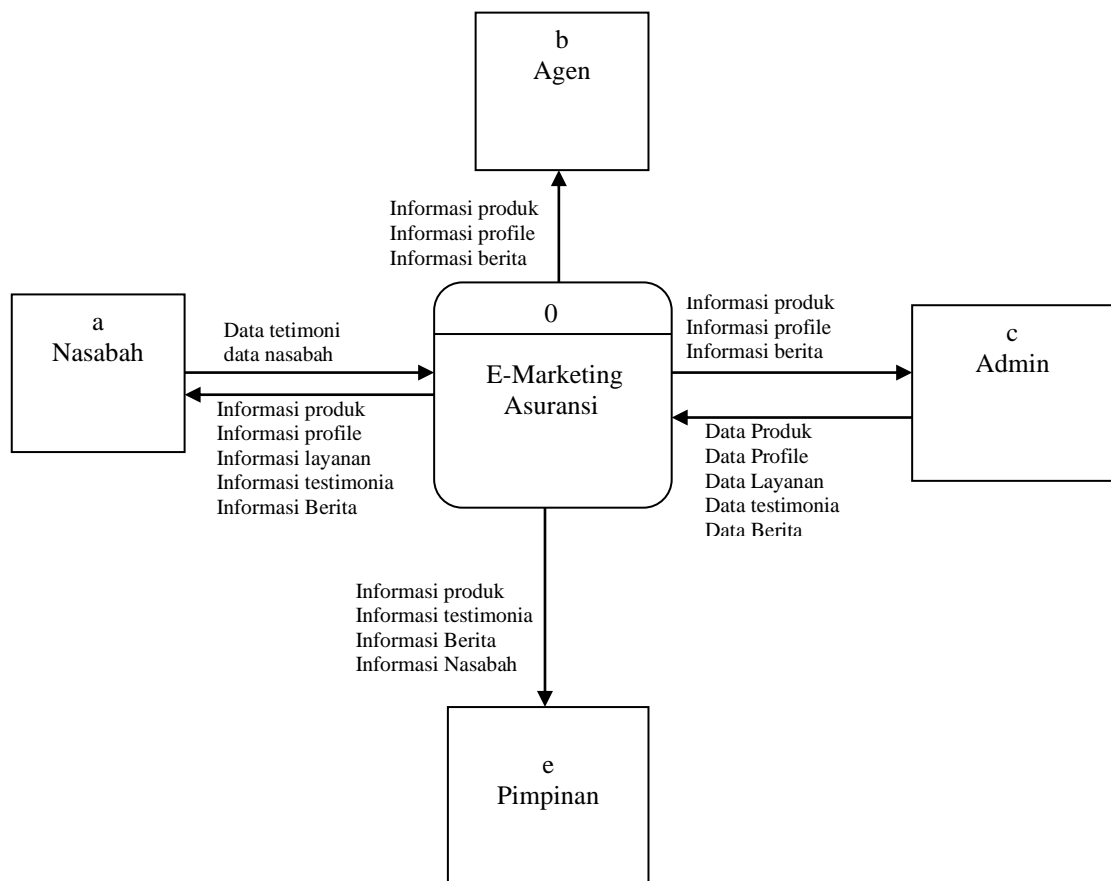 b
Agen
Informasi produk
Informasi profile
Informasi berita
a
Nasabah
Data tetimoni
data nasabah
0
E-Marketing
Asuransi
Informasi produk
Informasi profile
Informasi berita
c
Admin
Informasi produk
Informasi profile
Informasi layanan
Informasi testimonia
Informasi Berita
Data Produk
Data Profile
Data Layanan
Data testimonia
Data Berita
Informasi produk
Informasi testimonia
Informasi Berita
Informasi Nasabah
e
Pimpinan